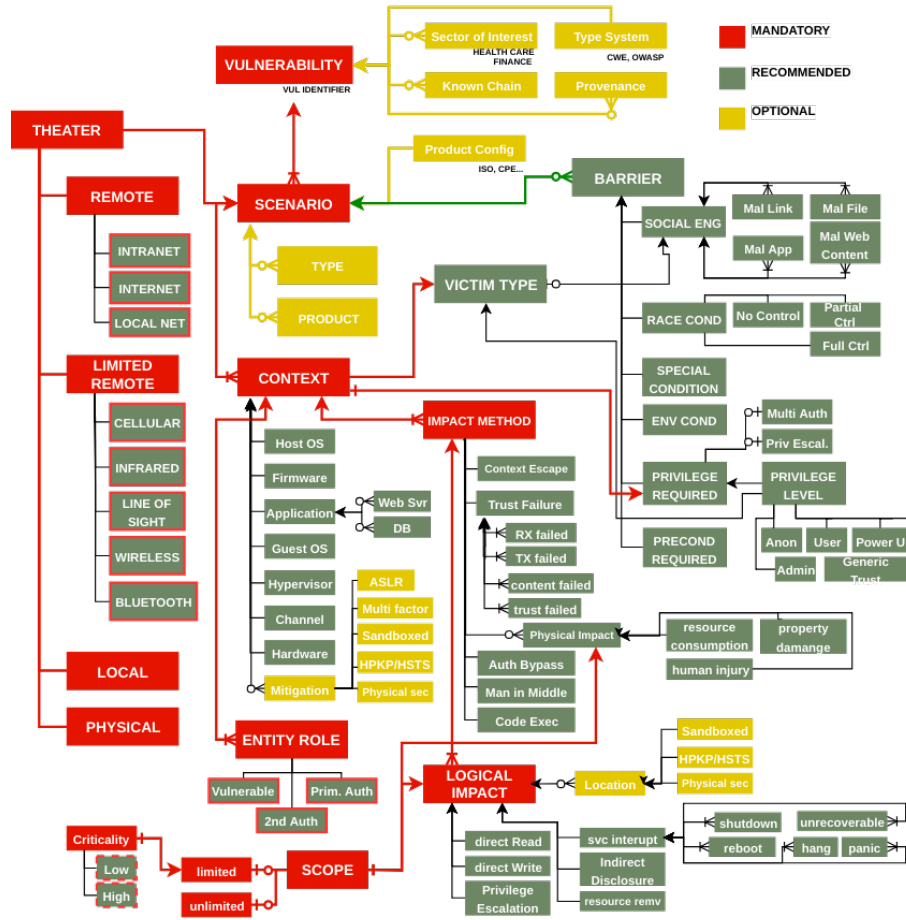 Sector of Interest
HEALTH CARE
FINANCE
Type System
CWE, OWASP
MANDATORY
VULNERABILITY
VUL IDENTIFIER
Known Chain
Provenance
RECOMMENDED
OPTIONAL
THEATER
Product Config
ISO, CPE...
REMOTE
SCENARIO
BARRIER
SOCIAL ENG
Mal Link
Mal File
Mal App
Mal Web
Content
INTRANET
INTERNET
LOCAL NET
TYPE
PRODUCT
VICTIM TYPE
RACE COND
No Control
Partial
Ctrl
Full Ctrl
LIMITED
REMOTE
CONTEXT
SPECIAL
CONDITION
CELLULAR
INFRARED
LINE OF
SIGHT
WIRELESS
BLUETOOTH
IMPACT METHOD
ENV COND
Multi Auth
Priv Escal.
Host OS
Firmware
Application
Web Svr
DB
Guest OS
Hypervisor
Channel
Hardware
Mitigation
ASLR
Multi factor
Sandboxed
HPKP/HSTS
Physical sec
Context Escape
Trust Failure
RX failed
TX failed
content failed
trust failed
Physical Impact
Auth Bypass
Man in Middle
Code Exec
PRIVILEGE
REQUIRED
PRIVILEGE
LEVEL
PRECOND
REQUIRED
Anon
User
Power U
Admin
Generic
Trust
resource
consumption
property
damange
human injury
LOCAL
PHYSICAL
ENTITY ROLE
Vulnerable
Prim. Auth
2nd Auth
LOGICAL
IMPACT
Location
Sandboxed
HPKP/HSTS
Physical sec
Criticality
Low
High
limited
unlimited
SCOPE
direct Read
direct Write
Privilege
Escalation
svc interupt
Indirect
Disclosure
resource remv
shutdown
unrecoverable
reboot
hang
panic